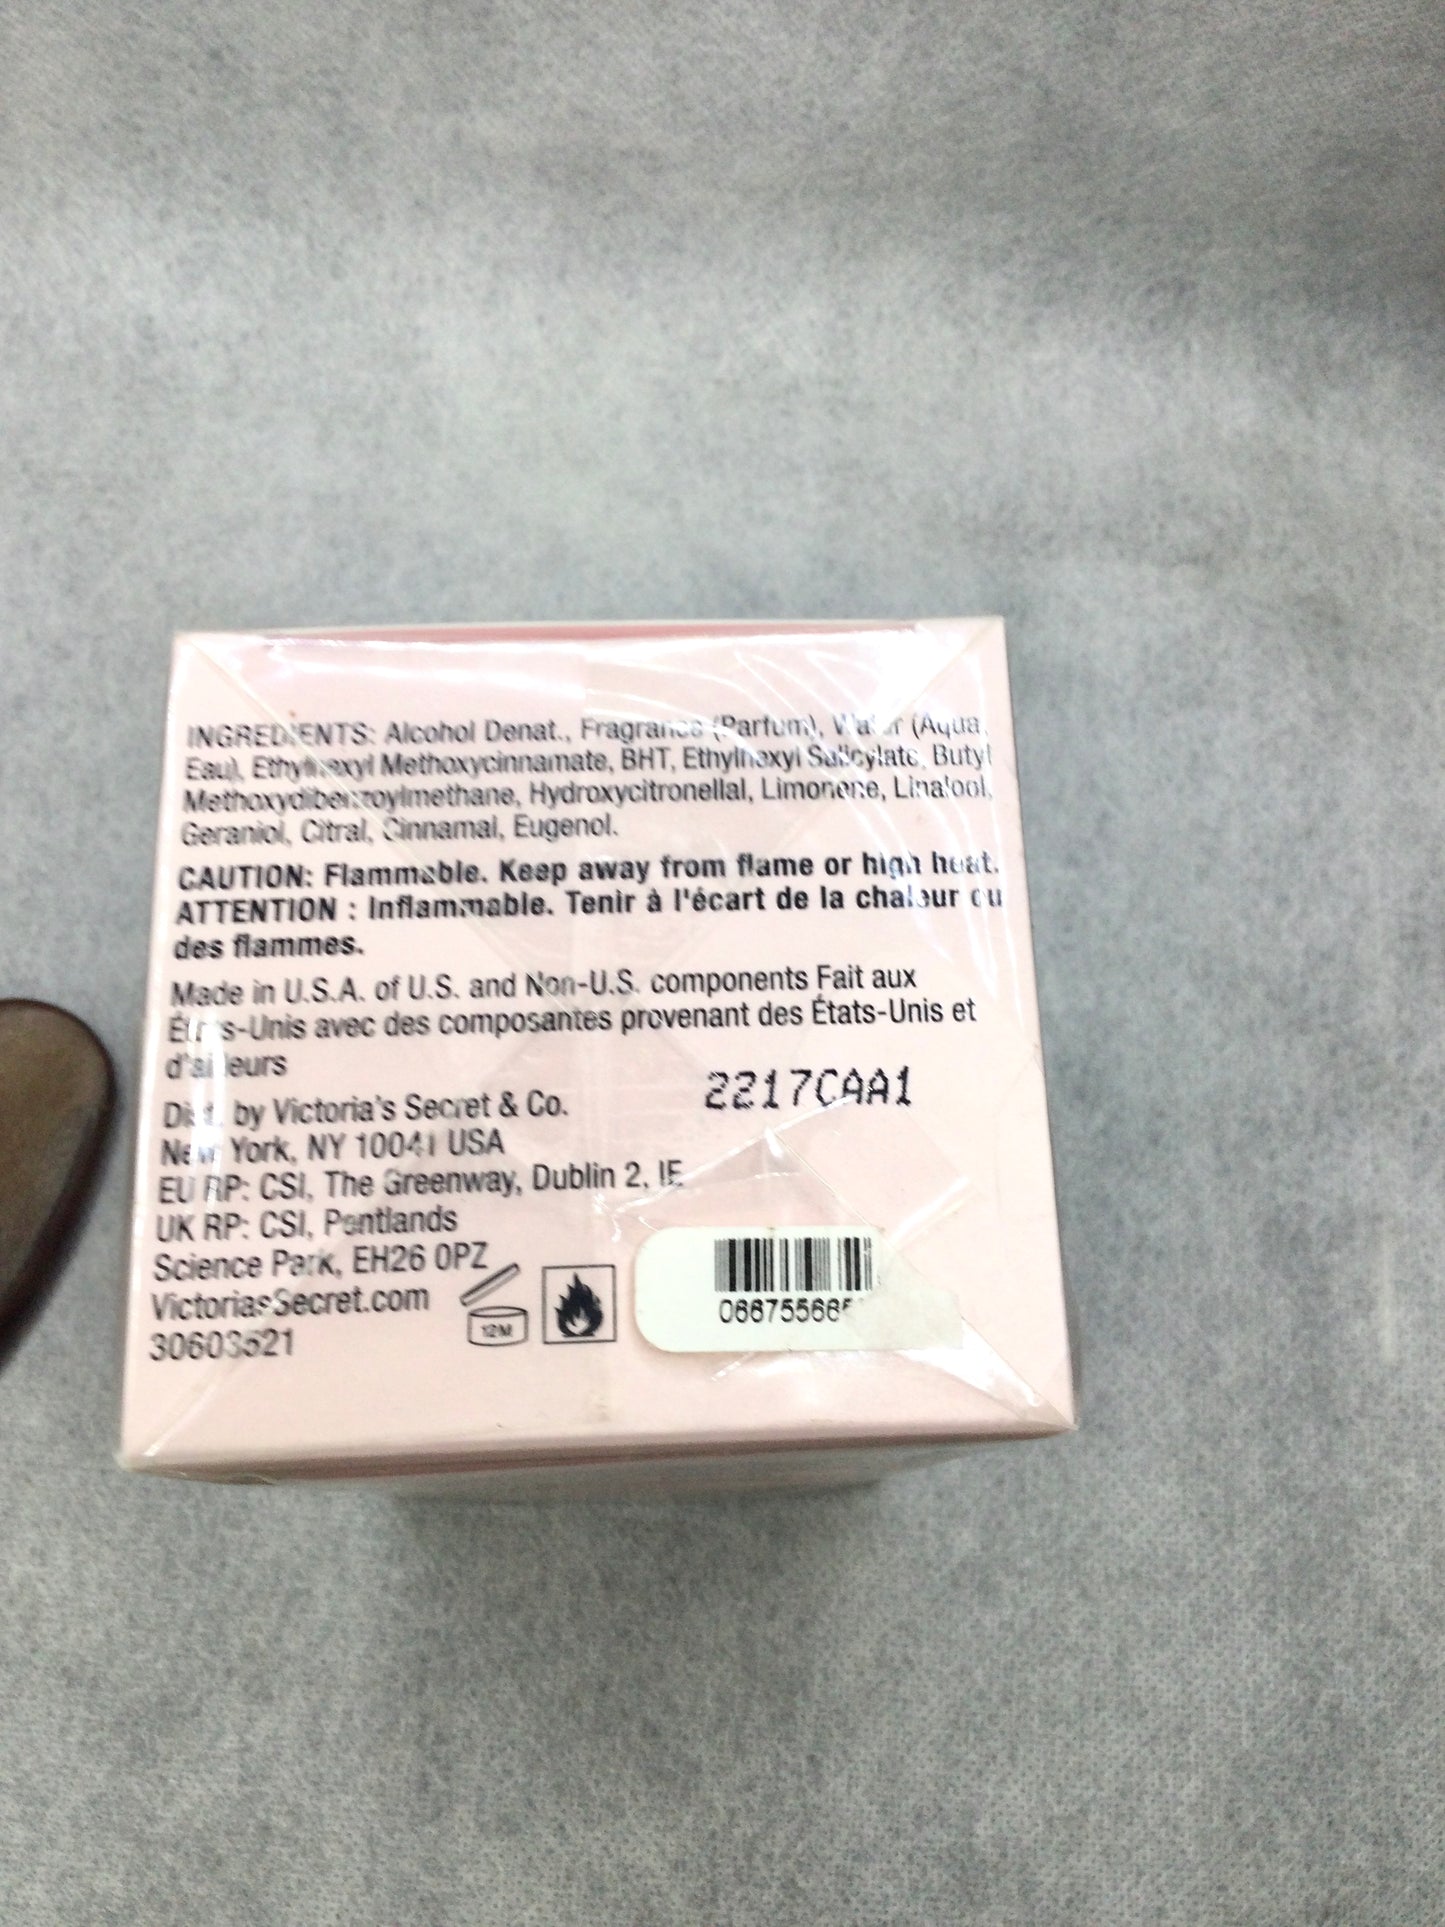 INGREDIENTS: Alcohol Denat., Fragrance (Parfum), Water (Aqua,
Eau), Ethylhexyl Methoxycinnamate, BHT, Ethylhexyl Salicylate, Butyl
Methoxydibenzoylmethane, Hydroxycitronellal, Limonene, Linalool,
Geraniol, Citral, Cinnamal, Eugenol.
CAUTION: Flammable. Keep away from flame or high heat.
ATTENTION : Inflammable. Tenir à l'écart de la chaleur ou
des flammes.
Made in U.S.A. of U.S. and Non-U.S. components Fait aux
États-Unis avec des composantes provenant des États-Unis et
d'ailleurs
2217CAA1
Dist. by Victoria's Secret & Co.
New York, NY 10041 USA
EU RP: CSI, The Greenway, Dublin 2, IE
UK RP: CSI, Pentlands
Science Park, EH26 0PZ
VictoriasSecret.com
30603521
12M